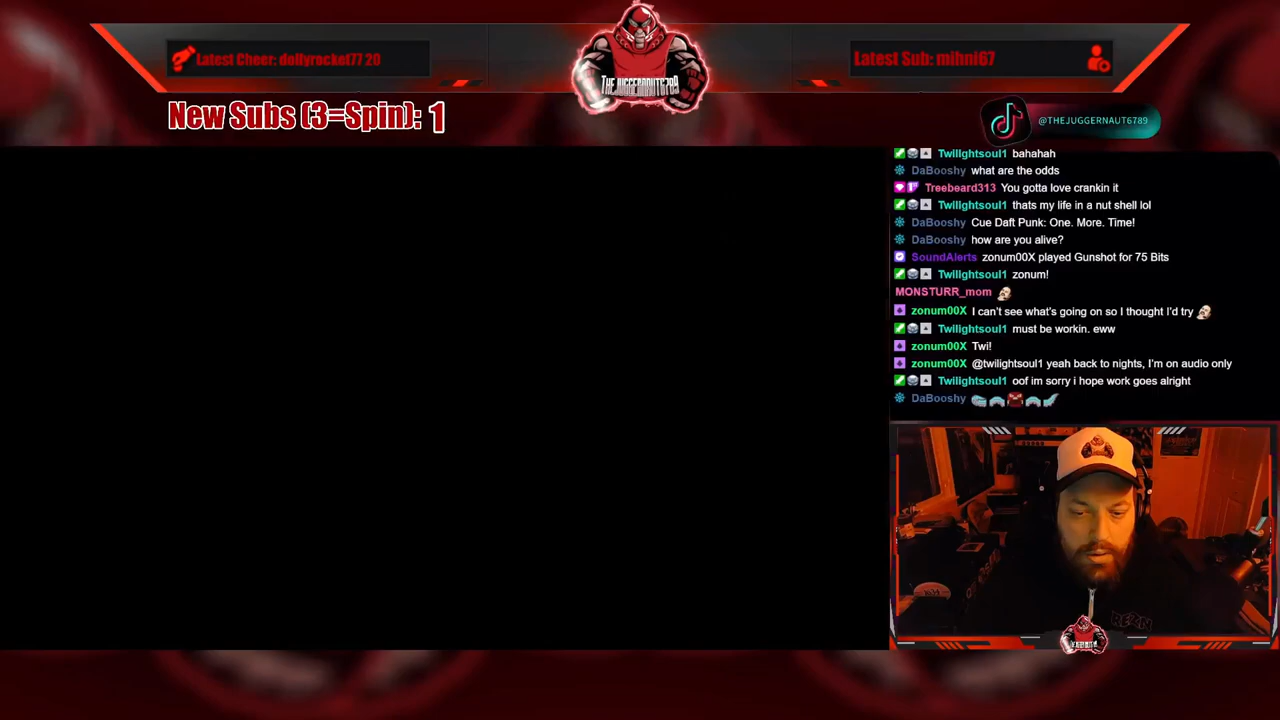 Latest Cheer: dollyrocket77 20
THEJUGGERNAUT6789
Latest Sub: mihni67
New Subs (3=Spin): 1
@THEJUGGERNAUT6789
Twilightsoul1 bahahah
DaBooshy what are the odds
Treebeard313 You gotta love crankin it
Twilightsoul1 thats my life in a nut shell lol
DaBooshy Cue Daft Punk: One. More. Time!
DaBooshy how are you alive?
SoundAlerts zonum00X played Gunshot for 75 Bits
Twilightsoul1 zonum!
MONSTURR_mom
zonum00X I can't see what's going on so I thought I'd try
Twilightsoul1 must be workin. eww
zonum00X Twi!
zonum00X @twilightsoul1 yeah back to nights, I'm on audio only
Twilightsoul1 oof im sorry i hope work goes alright
DaBooshy